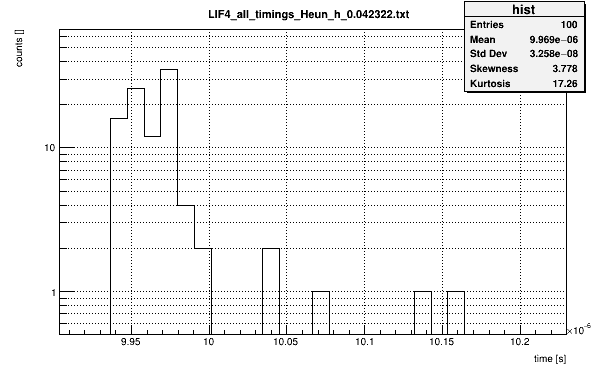 LIF4_all_timings_Heun_h_0.042322.txt
hist
Entries 100
Mean 9.969e−06
Std Dev 3.258e−08
Skewness 3.778
Kurtosis 17.26
counts []
10
1
9.95 10 10.05 10.1 10.15 10.2
×10⁻⁶
time [s]